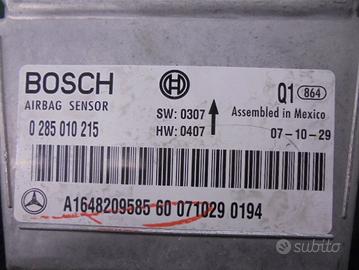 BOSCH
AIRBAG SENSOR
0 285 010 215
SW: 0307
HW: 0407
Q1 864
Assembled in Mexico
07-10-29
A1648209585 60 071029 0194
subito